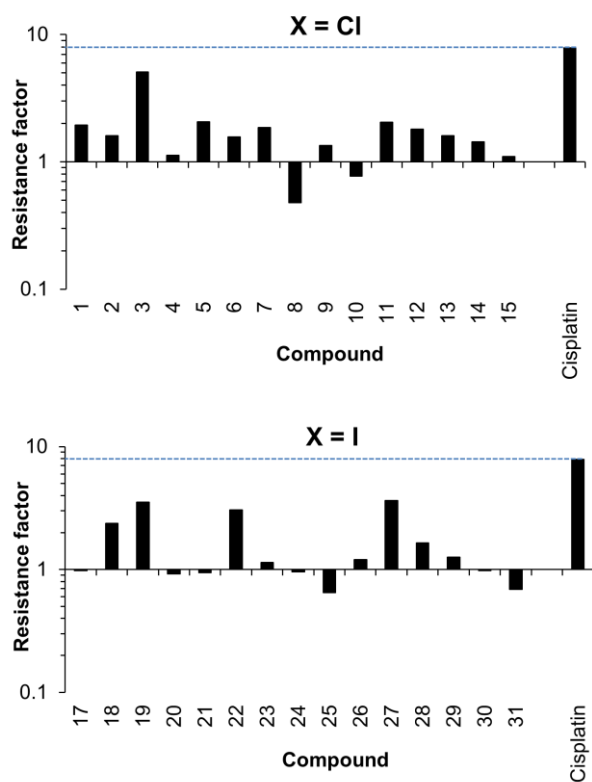 X = Cl
10
1
0.1
Resistance factor
1 2 3 4 5 6 7 8 9 10 11 12 13 14 15 Cisplatin
Compound
X = I
10
1
0.1
Resistance factor
17 18 19 20 21 22 23 24 25 26 27 28 29 30 31 Cisplatin
Compound